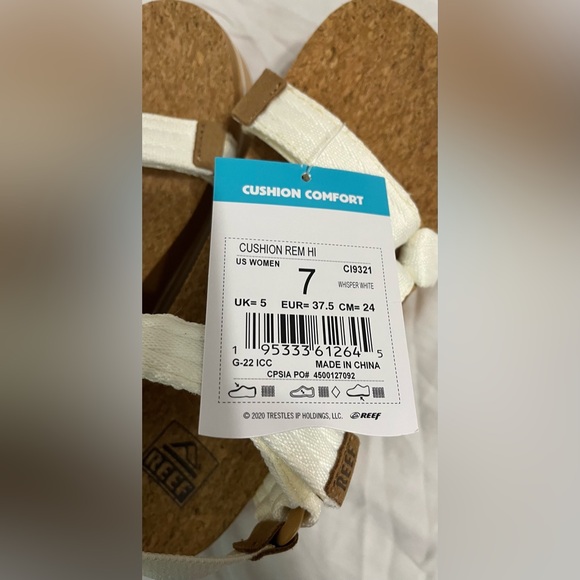 CUSHION COMFORT
CUSHION REM HI
US WOMEN 7 CI9321
WHISPER WHITE
UK= 5 EUR= 37.5 CM= 24
1 95333 61264 5
G-22 ICC MADE IN CHINA
CPSIA PO# 4500127092
© 2020 TRESTLES IP HOLDINGS, LLC. REEF
REEF
REEF